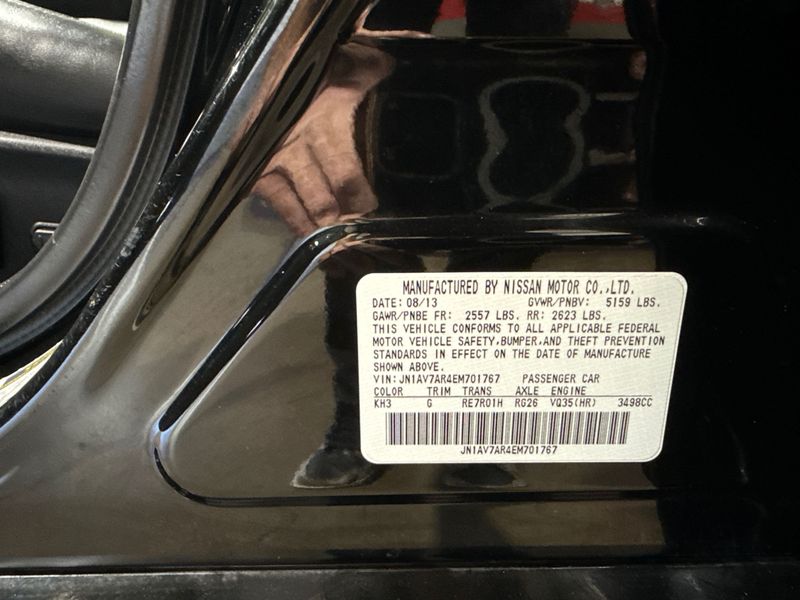 MANUFACTURED BY NISSAN MOTOR CO.,LTD.
DATE: 08/13 GVWR/PNBV: 5159 LBS.
GAWR/PNBE FR: 2557 LBS. RR: 2623 LBS.
THIS VEHICLE CONFORMS TO ALL APPLICABLE FEDERAL
MOTOR VEHICLE SAFETY,BUMPER,AND THEFT PREVENTION
STANDARDS IN EFFECT ON THE DATE OF MANUFACTURE
SHOWN ABOVE.
VIN: JN1AV7AR4EM701767 PASSENGER CAR
COLOR TRIM TRANS AXLE ENGINE
KH3 G RE7R01H RG26 VQ35(HR) 3498CC
JN1AV7AR4EM701767